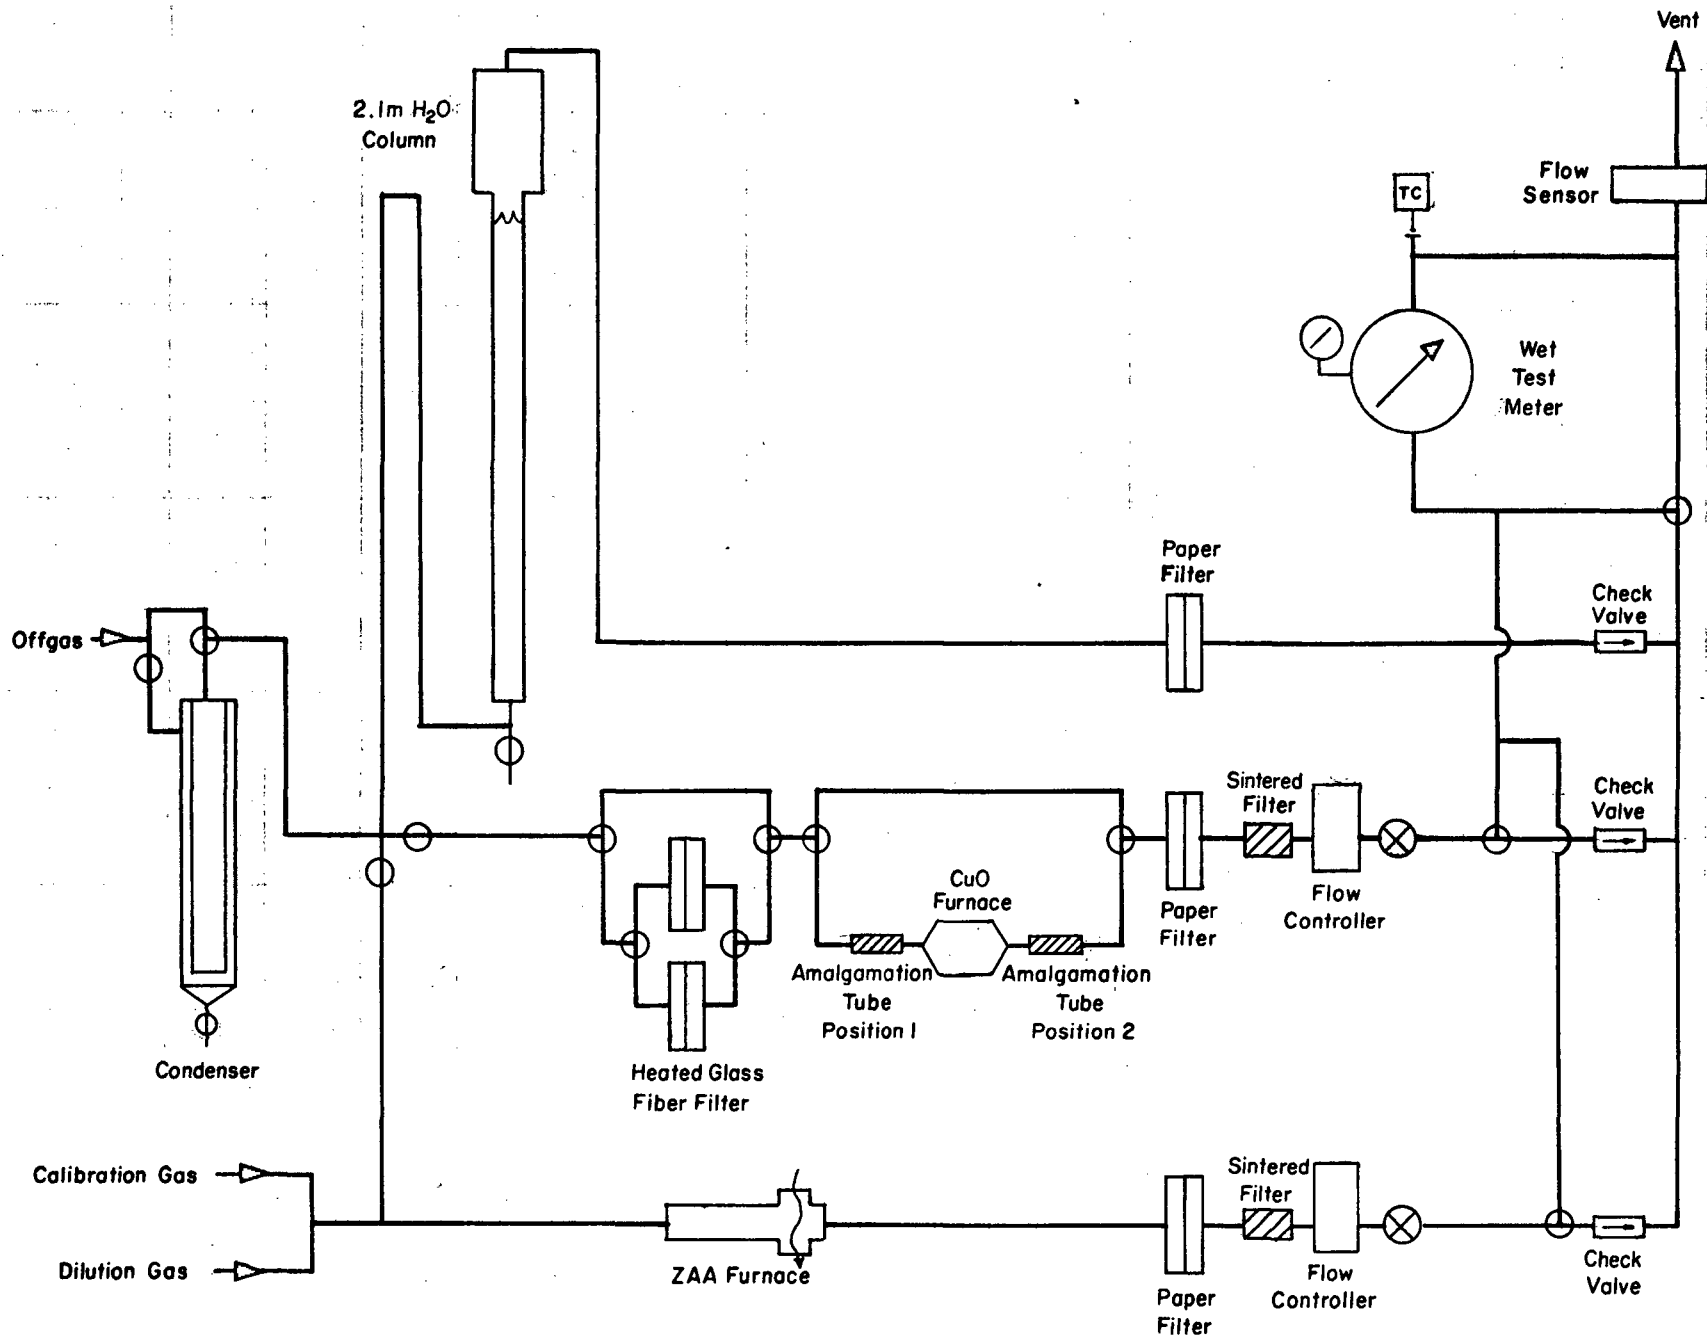 Vent
2.1m H₂O
Column
Flow
Sensor
TC
Wet
Test
Meter
Paper
Filter
Check
Valve
Offgas
Sintered
Filter
Check
Valve
CuO
Furnace
Flow
Controller
Paper
Filter
Amalgamation
Tube
Position 1
Amalgamation
Tube
Position 2
Condenser
Heated Glass
Fiber Filter
Calibration Gas
Sintered
Filter
Dilution Gas
ZAA Furnace
Flow
Controller
Check
Valve
Paper
Filter